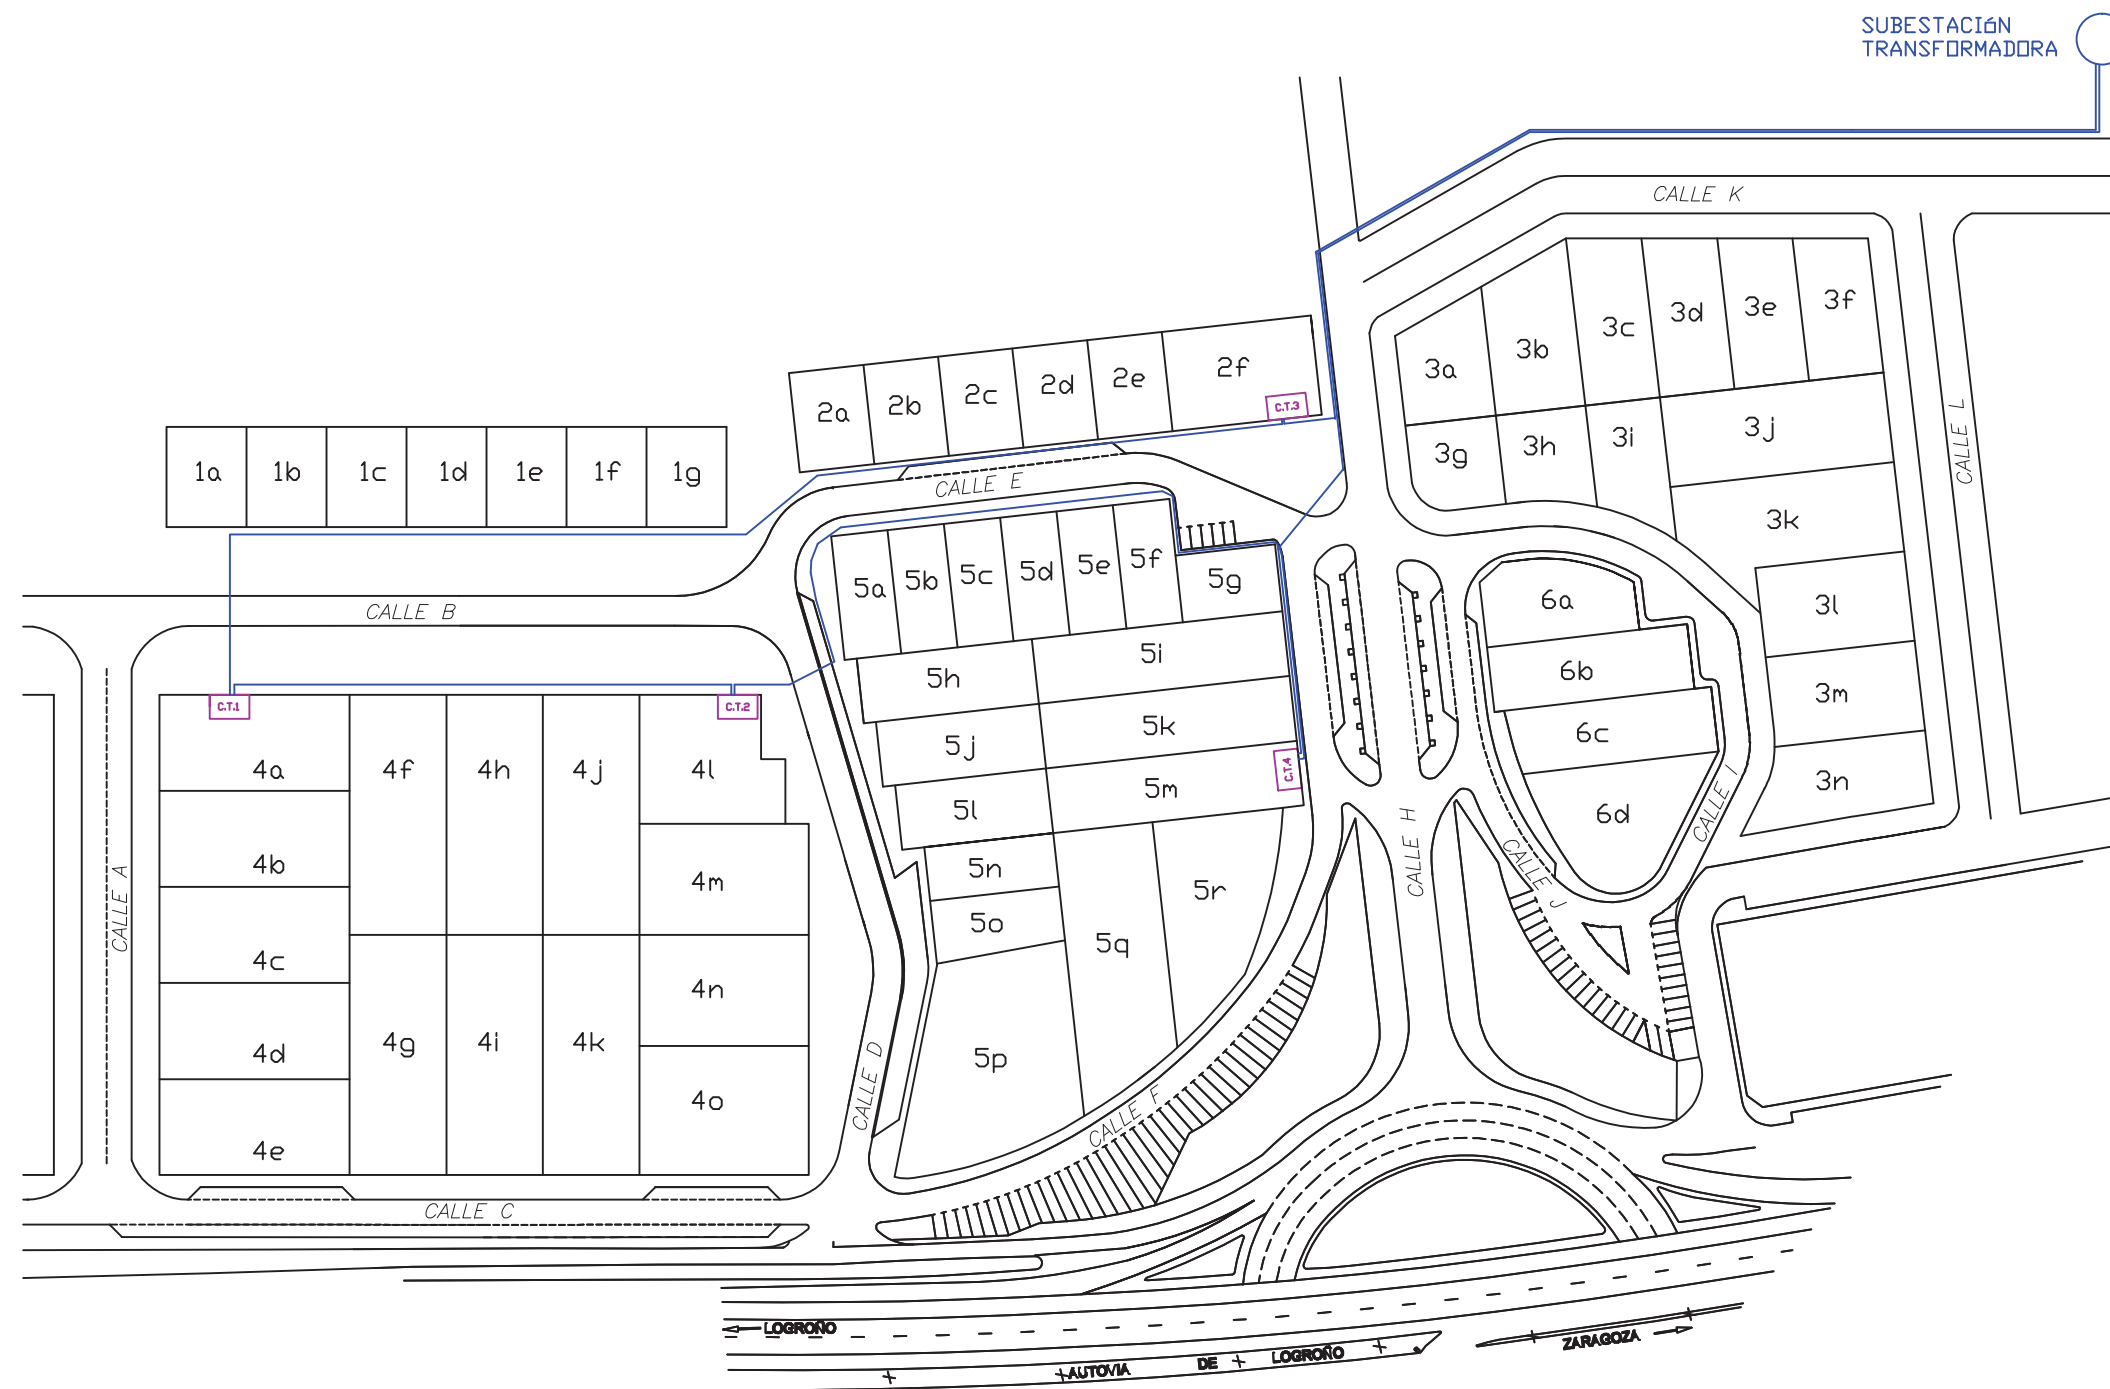 SUBESTACIÓN
TRANSFORMADORA
CALLE K
3a
3b
3c
3d
3e
3f
3g
3h
3i
3j
3k
3l
3m
3n
CALLE L
2a
2b
2c
2d
2e
2f
C.T.3
1a
1b
1c
1d
1e
1f
1g
CALLE E
CALLE B
5a
5b
5c
5d
5e
5f
5g
5h
5i
5j
5k
5l
5m
5n
5o
5p
5q
5r
C.T.4
6a
6b
6c
6d
CALLE I
CALLE J
CALLE H
C.T.1
C.T.2
4a
4b
4c
4d
4e
4f
4g
4h
4i
4j
4k
4l
4m
4n
4o
CALLE A
CALLE D
CALLE F
CALLE C
LOGROÑO
AUTOVIA DE LOGROÑO
ZARAGOZA